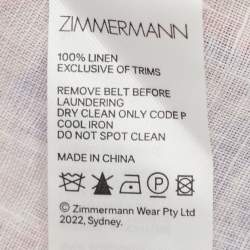 ZIMMERMANN
100% LINEN
EXCLUSIVE OF TRIMS
REMOVE BELT BEFORE
LAUNDERING
DRY CLEAN ONLY CODE P
COOL IRON
DO NOT SPOT CLEAN
MADE IN CHINA
P
© Zimmermann Wear Pty Ltd
2022, Sydney.